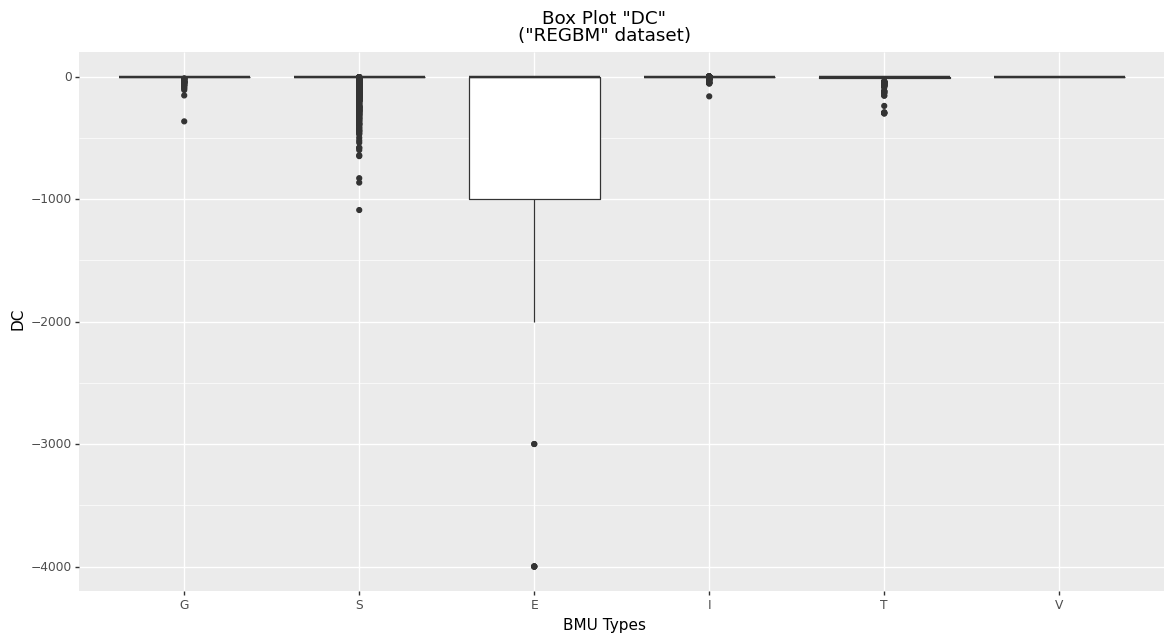 Box Plot "DC"
("REGBM" dataset)
DC
0
−1000
−2000
−3000
−4000
G S E I T V
BMU Types